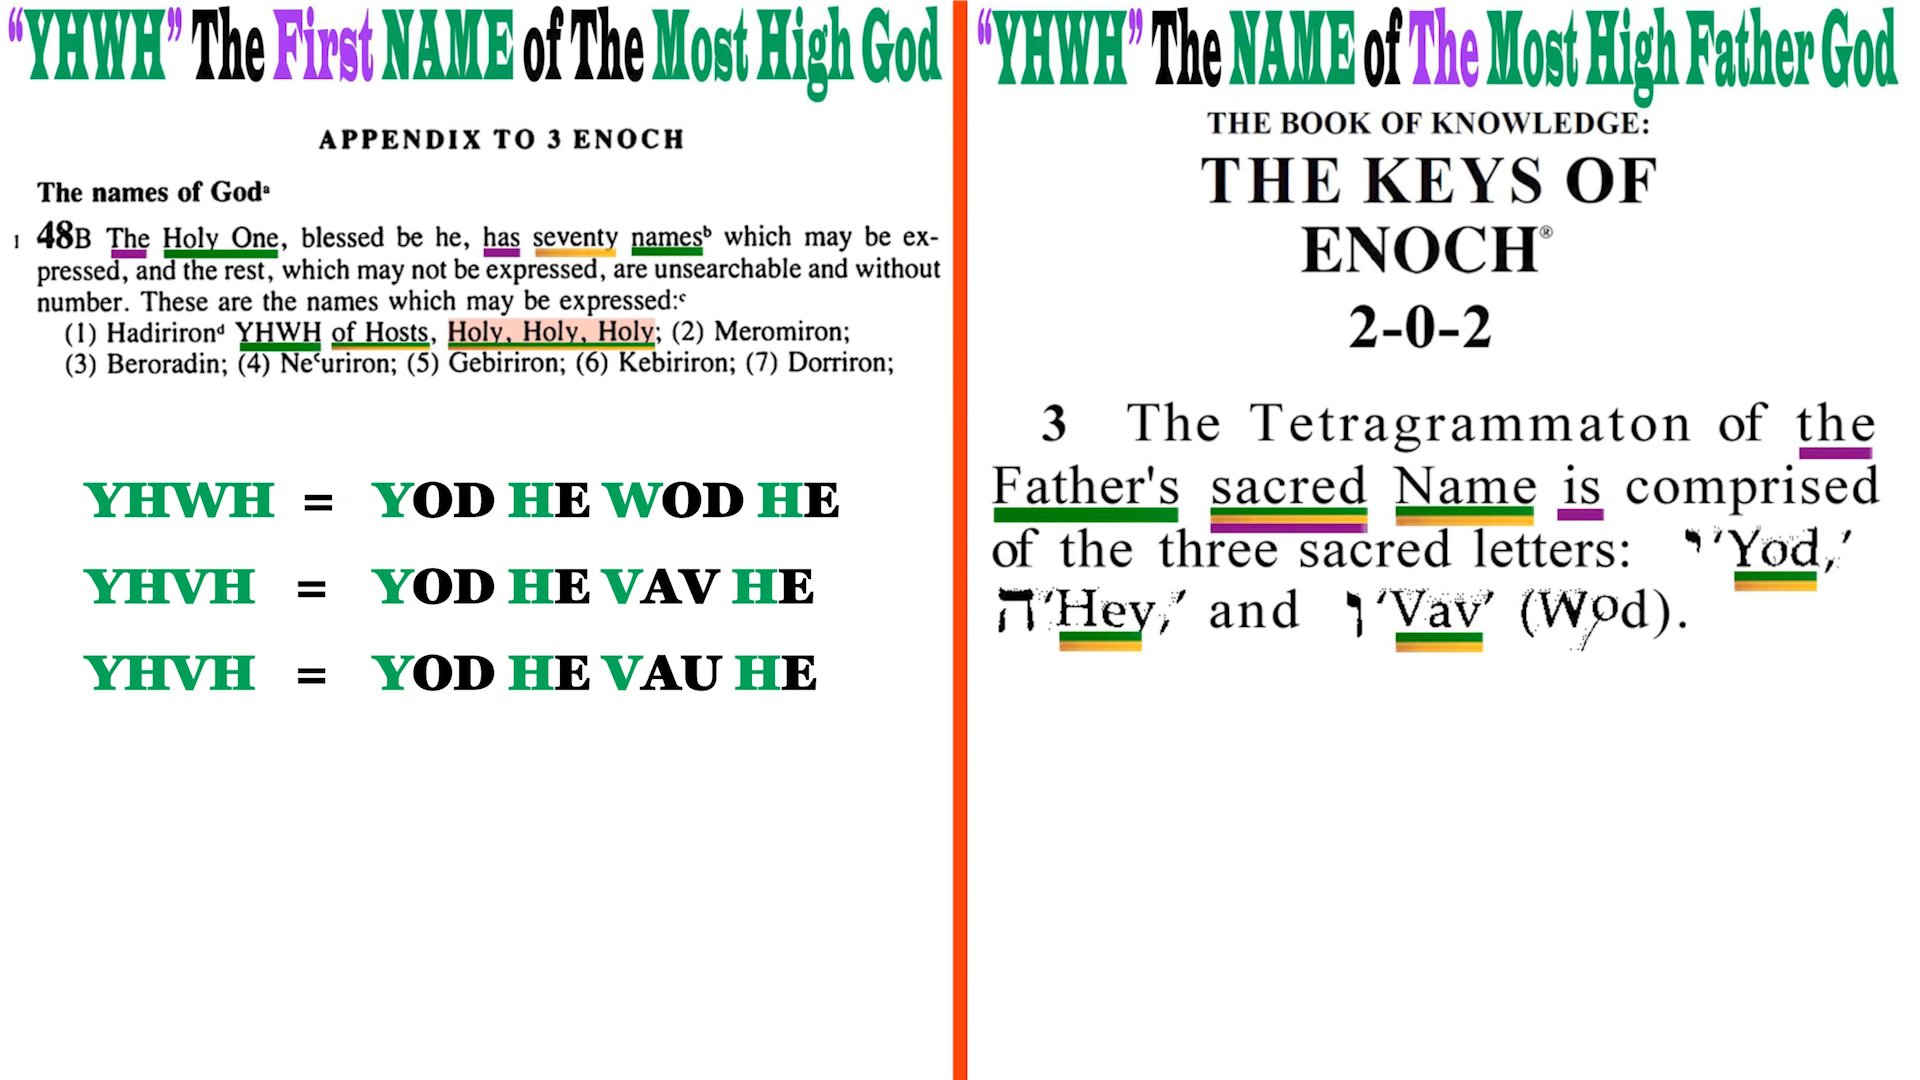 “YHWH” The First NAME of The Most High God
APPENDIX TO 3 ENOCH
The names of Godᵃ
1 48B The Holy One, blessed be he, has seventy namesᵇ which may be ex-
pressed, and the rest, which may not be expressed, are unsearchable and without
number. These are the names which may be expressed:ᶜ
(1) Hadirironᵈ YHWH of Hosts, Holy, Holy, Holy; (2) Meromiron;
(3) Beroradin; (4) Neᶜuriron; (5) Gebiriron; (6) Kebiriron; (7) Dorriron;
YHWH = YOD HE WOD HE
YHVH = YOD HE VAV HE
YHVH = YOD HE VAU HE
“YHWH” The NAME of The Most High Father God
THE BOOK OF KNOWLEDGE:
THE KEYS OF
ENOCH®
2-0-2
3 The Tetragrammaton of the
Father's sacred Name is comprised
of the three sacred letters: י ‘Yod,’
ה ‘Hey,’ and ו ‘Vav’ (Wod).